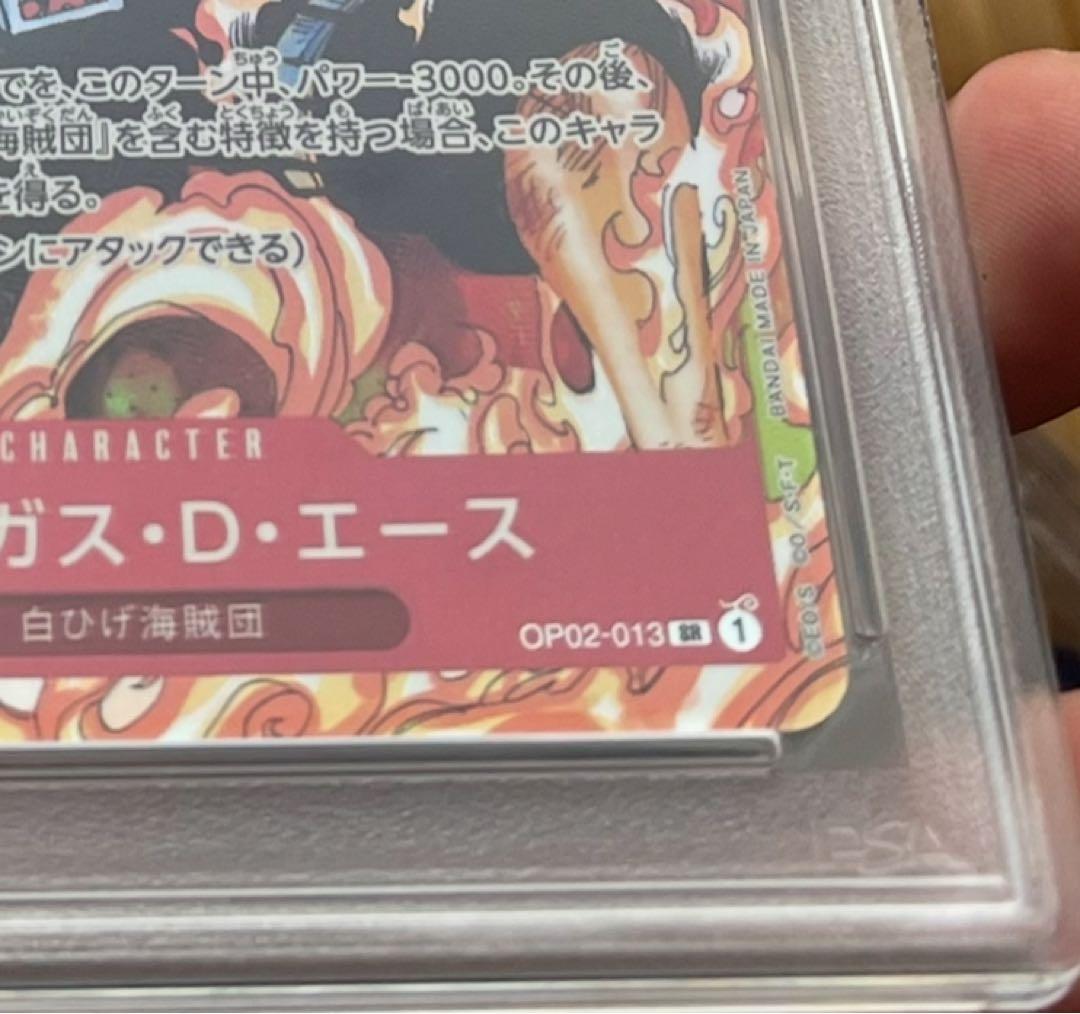 でを、このターン中、パワー-3000。その後、
海賊団』を含む特徴を持つ場合、このキャラ
を得る。
ンにアタックできる)
CHARACTER
ガス・D・エース
白ひげ海賊団
OP02-013 SR 1
BANDAI MADE IN JAPAN
PSA